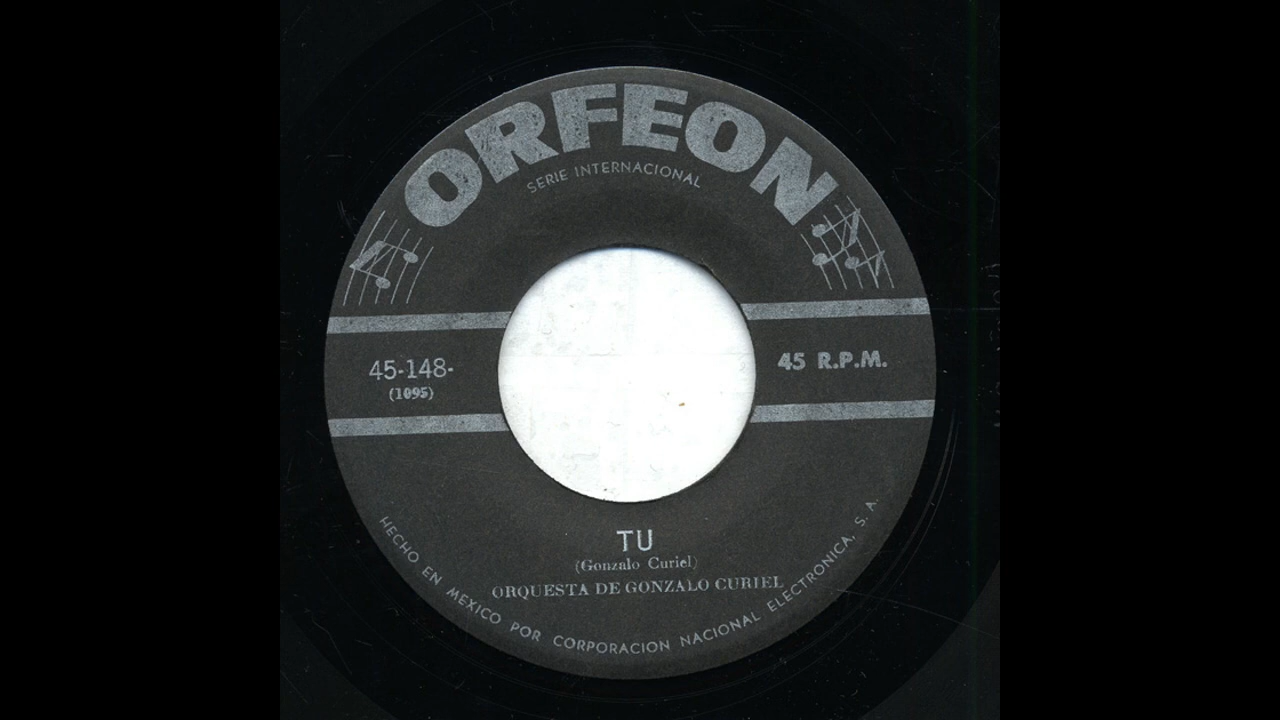 ORFEON
SERIE INTERNACIONAL
45-148-
(1095)
45 R.P.M.
TU
(Gonzalo Curiel)
ORQUESTA DE GONZALO CURIEL
HECHO EN MEXICO POR CORPORACION NACIONAL ELECTRONICA, S. A.